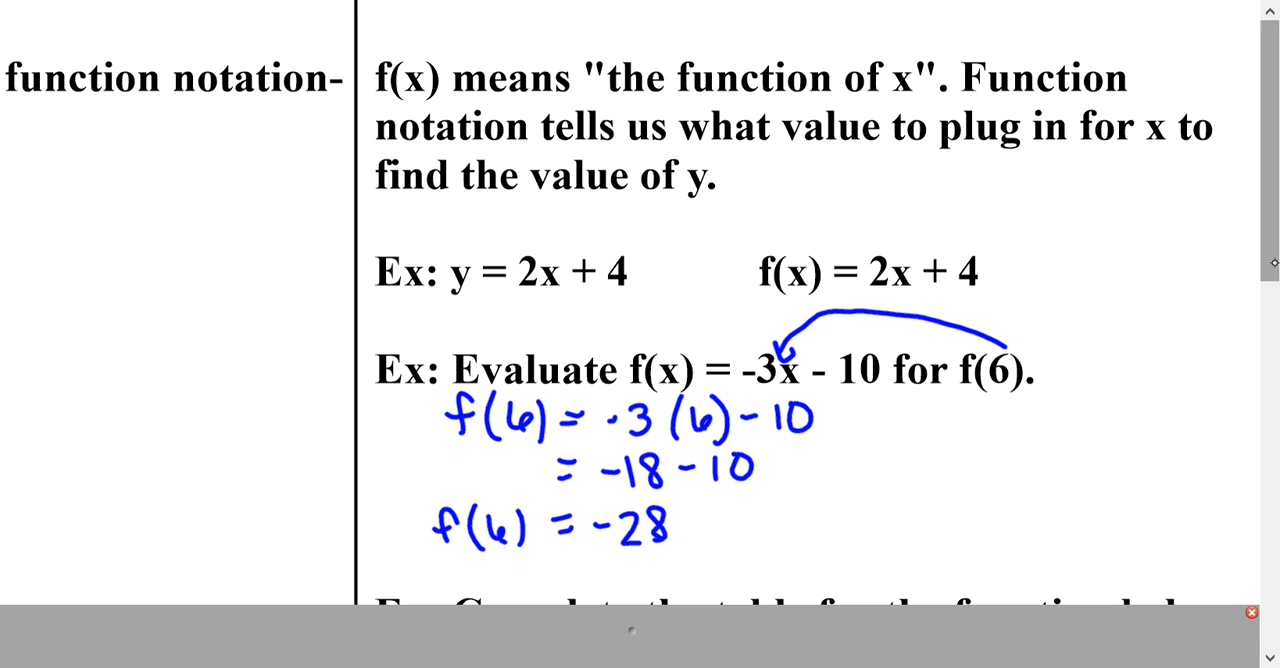 function notation-
f(x) means "the function of x". Function
notation tells us what value to plug in for x to
find the value of y.
Ex: y = 2x + 4
f(x) = 2x + 4
Ex: Evaluate f(x) = -3x - 10 for f(6).
f(6) = -3(6) - 10
= -18 - 10
f(6) = -28